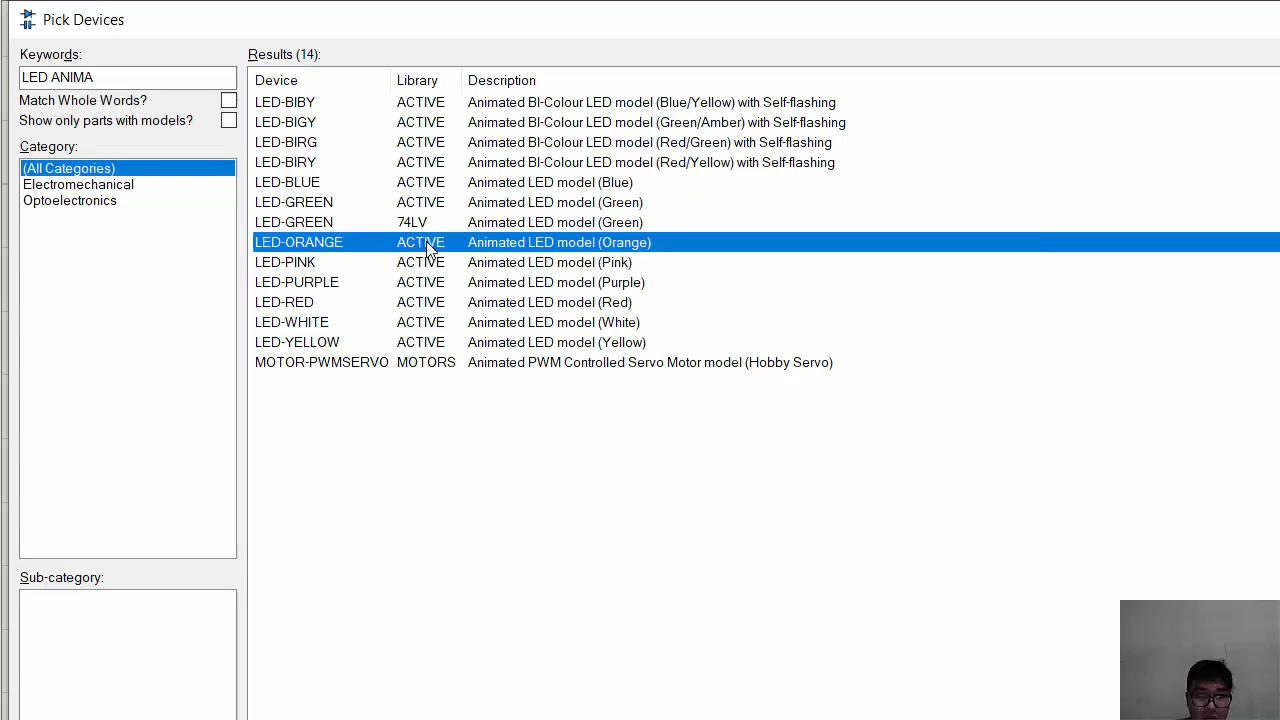 Pick Devices
Keywords:
LED ANIMA
Match Whole Words?
Show only parts with models?
Category:
(All Categories)
Electromechanical
Optoelectronics
Sub-category:
Results (14):
Device Library Description
LED-BIBY ACTIVE Animated BI-Colour LED model (Blue/Yellow) with Self-flashing
LED-BIGY ACTIVE Animated BI-Colour LED model (Green/Amber) with Self-flashing
LED-BIRG ACTIVE Animated BI-Colour LED model (Red/Green) with Self-flashing
LED-BIRY ACTIVE Animated BI-Colour LED model (Red/Yellow) with Self-flashing
LED-BLUE ACTIVE Animated LED model (Blue)
LED-GREEN ACTIVE Animated LED model (Green)
LED-GREEN 74LV Animated LED model (Green)
LED-ORANGE ACTIVE Animated LED model (Orange)
LED-PINK ACTIVE Animated LED model (Pink)
LED-PURPLE ACTIVE Animated LED model (Purple)
LED-RED ACTIVE Animated LED model (Red)
LED-WHITE ACTIVE Animated LED model (White)
LED-YELLOW ACTIVE Animated LED model (Yellow)
MOTOR-PWMSERVO MOTORS Animated PWM Controlled Servo Motor model (Hobby Servo)